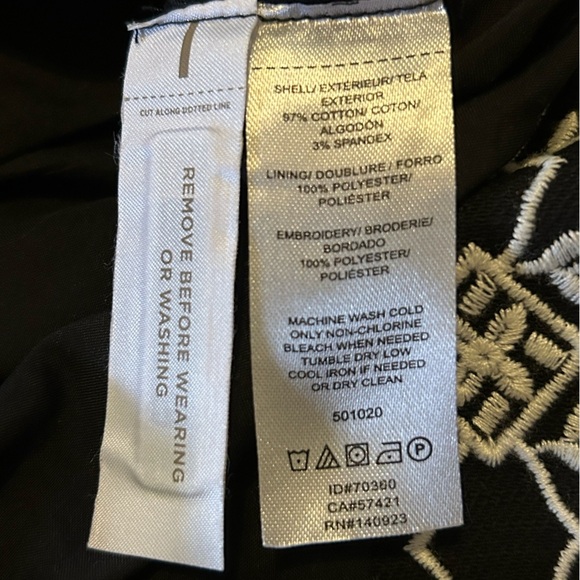 CUT ALONG DOTTED LINE
REMOVE BEFORE WEARING
OR WASHING
SHELL/ EXTÉRIEUR/ TELA
EXTERIOR
97% COTTON/ COTON/
ALGODÓN
3% SPANDEX
LINING/ DOUBLURE / FORRO
100% POLYESTER/
POLIÉSTER
EMBROIDERY/ BRODERIE/
BORDADO
100% POLYESTER/
POLIÉSTER
MACHINE WASH COLD
ONLY NON-CHLORINE
BLEACH WHEN NEEDED
TUMBLE DRY LOW
COOL IRON IF NEEDED
OR DRY CLEAN
501020
P
ID#70360
CA#57421
RN#140923